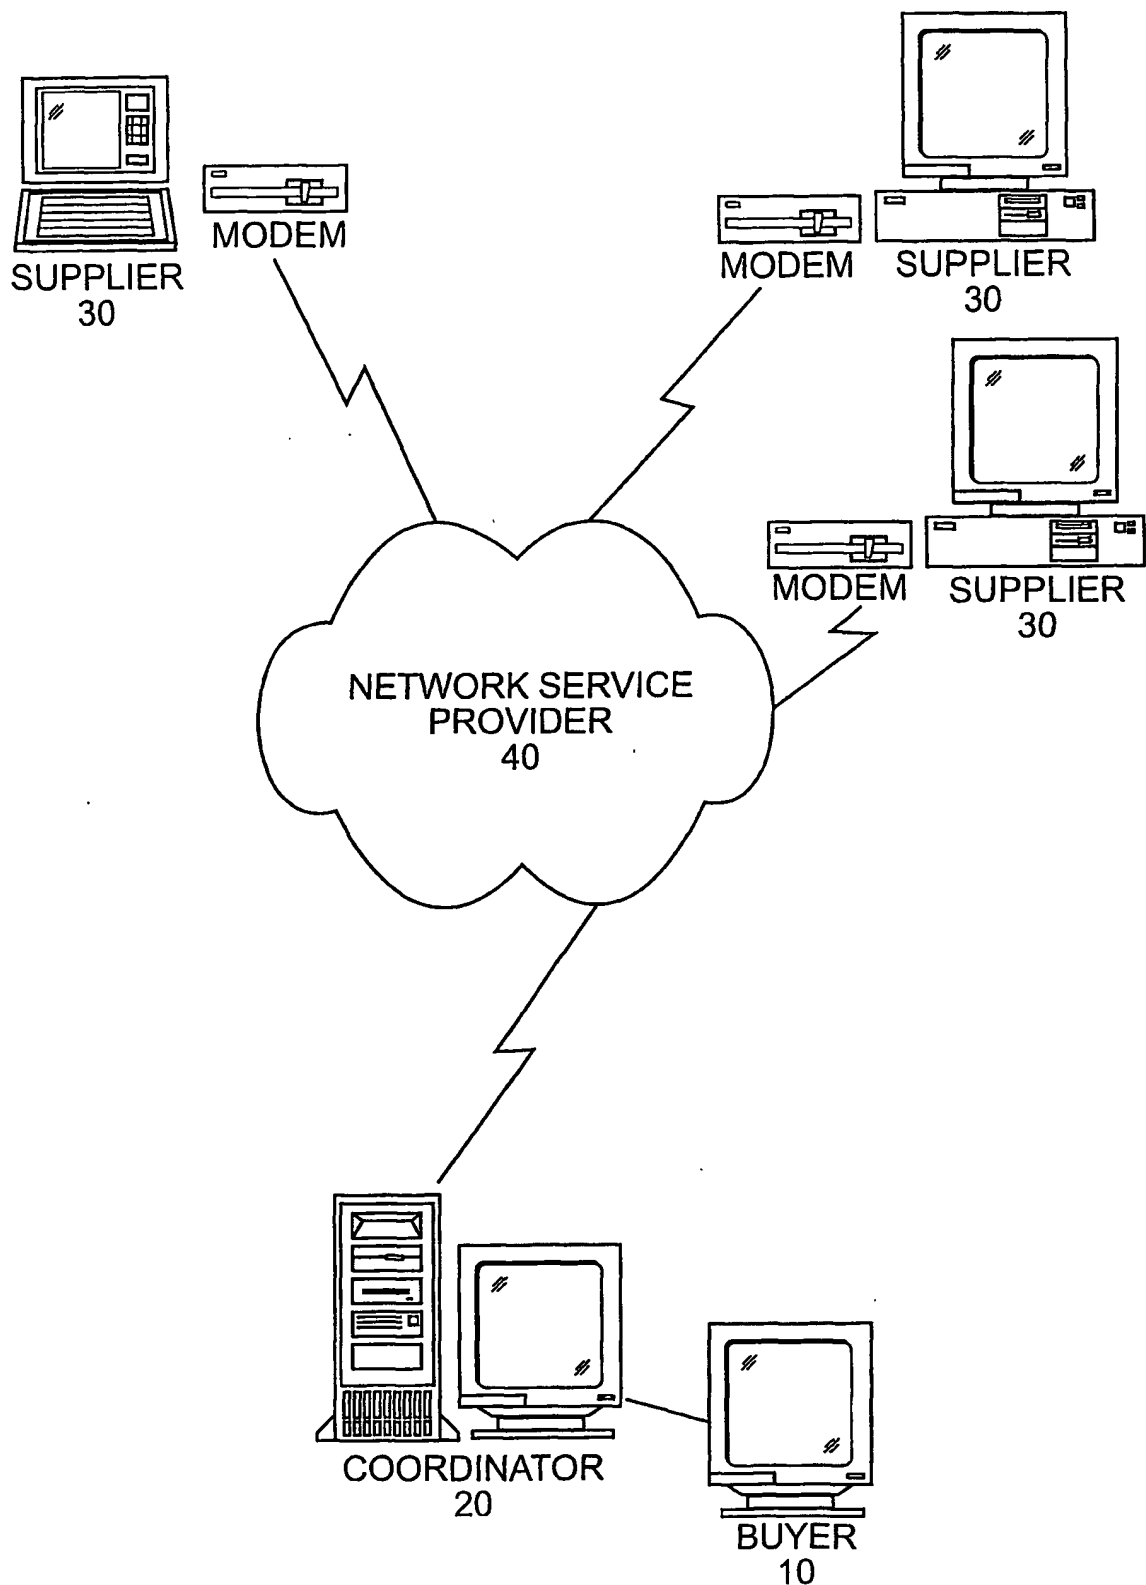 MODEM
SUPPLIER
30
MODEM
SUPPLIER
30
MODEM
SUPPLIER
30
NETWORK SERVICE
PROVIDER
40
COORDINATOR
20
BUYER
10